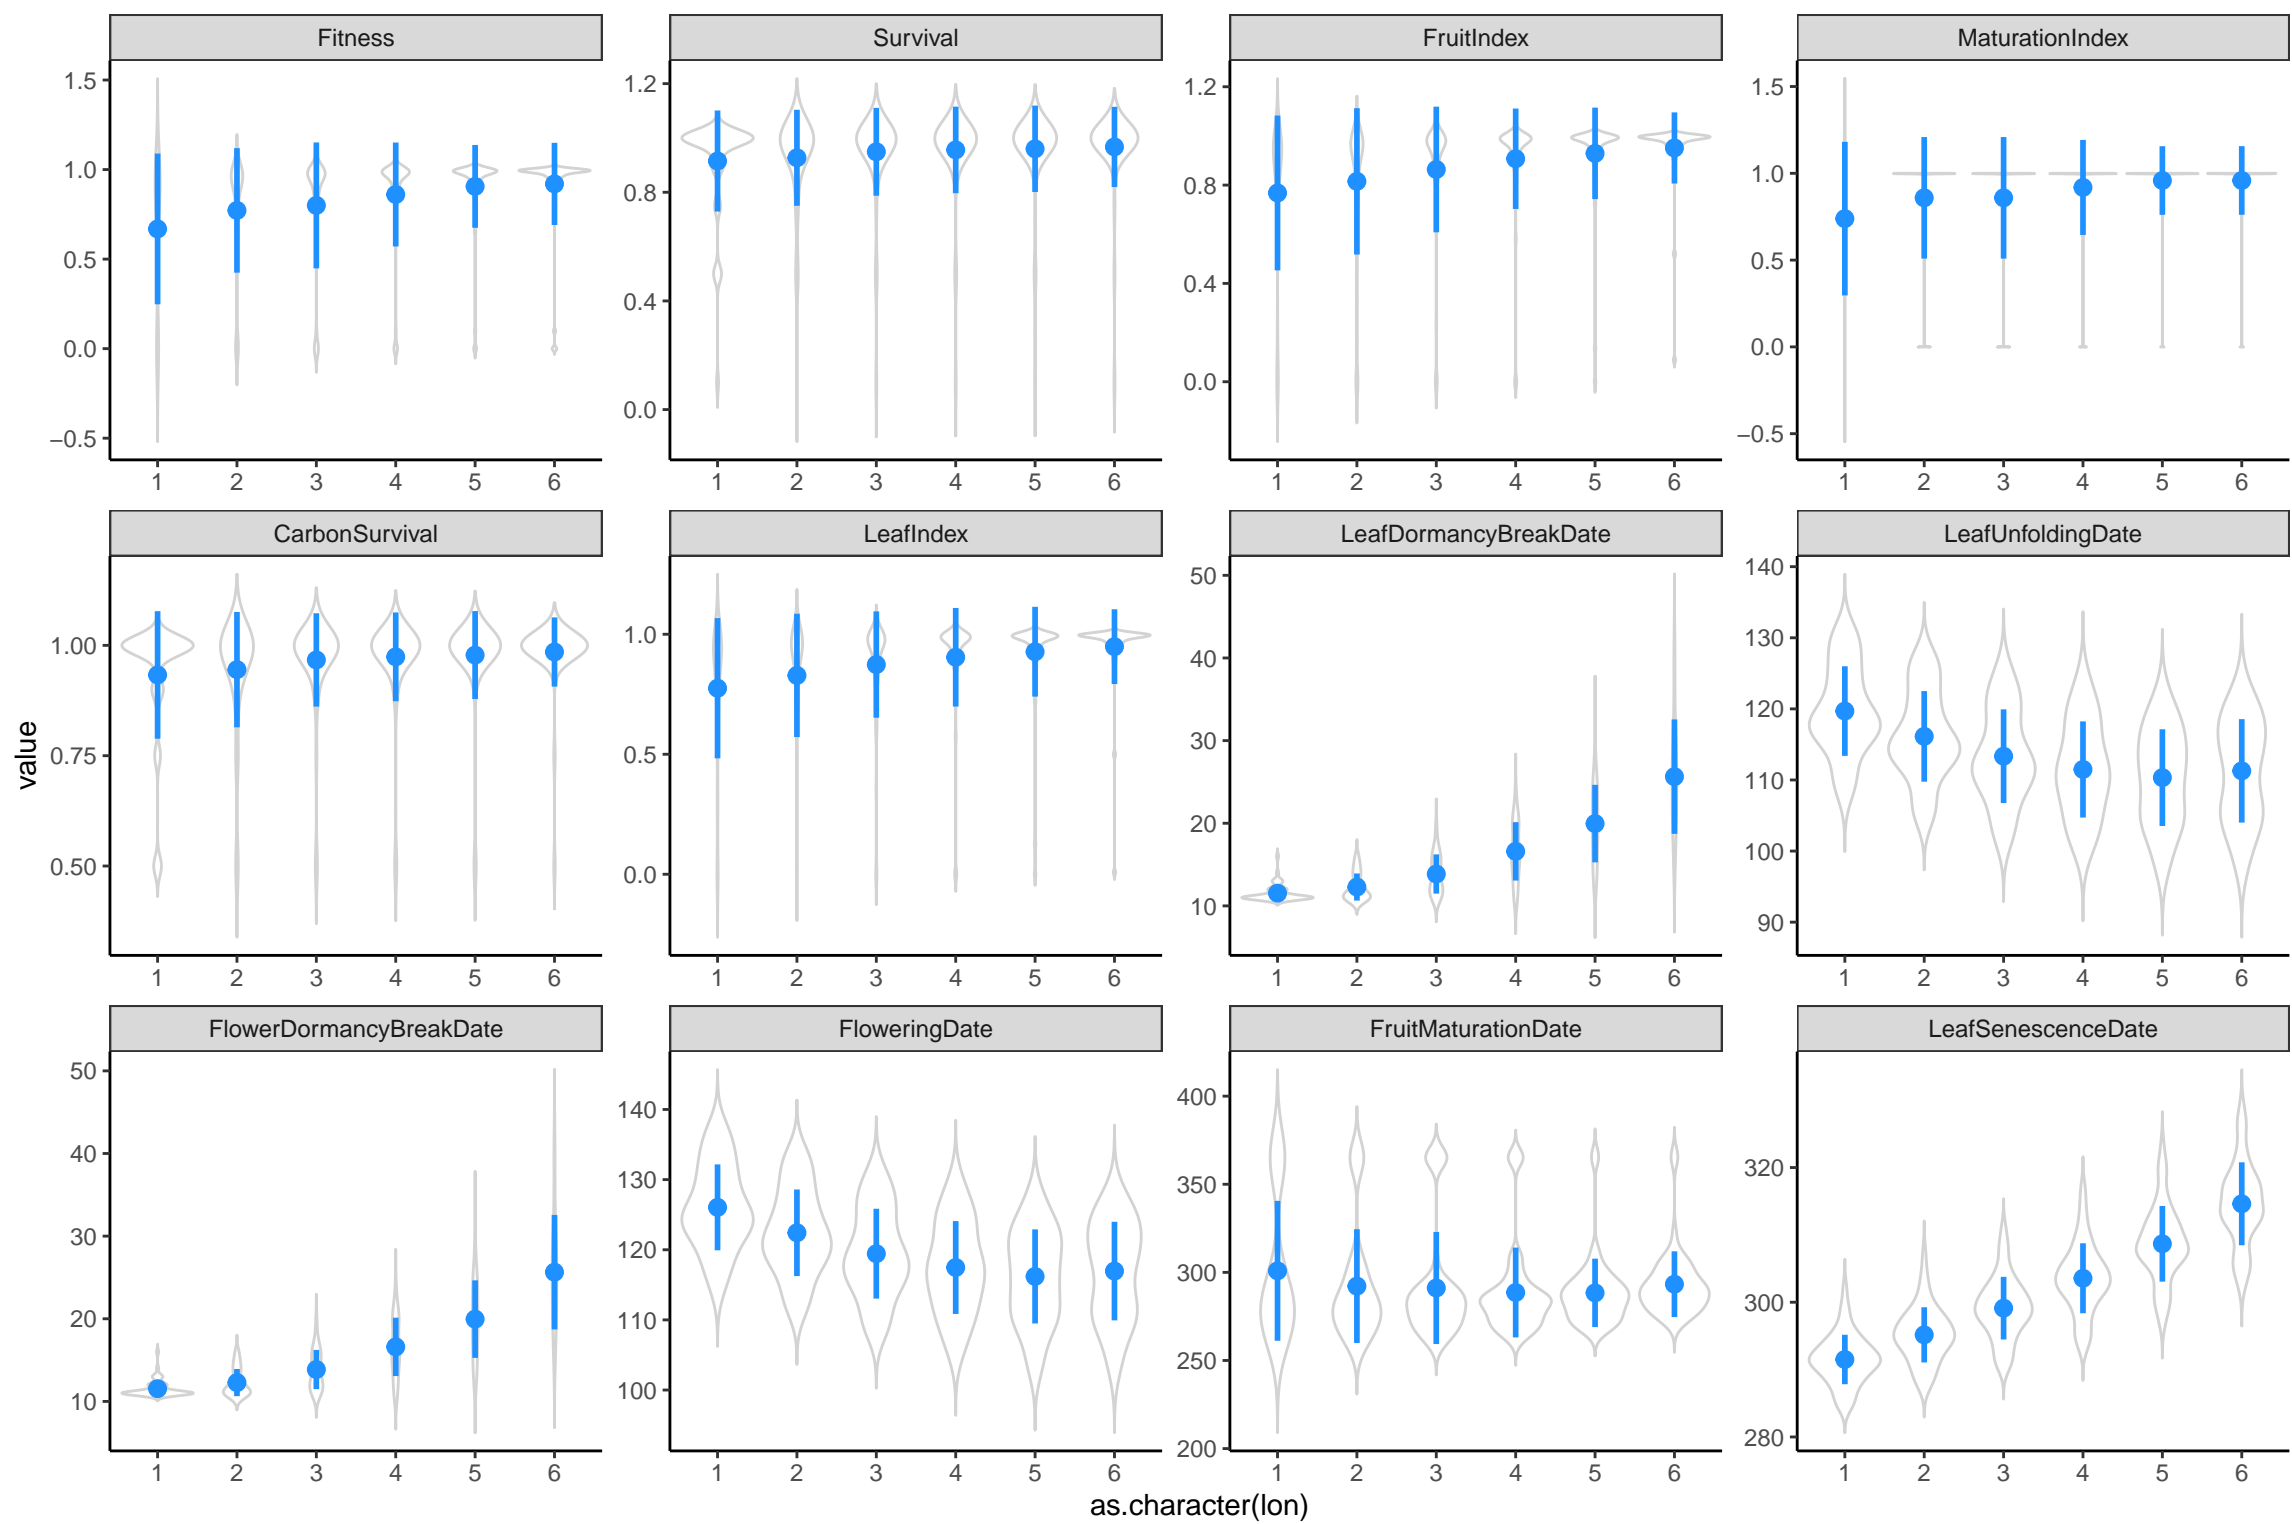 Fitness Survival FruitIndex MaturationIndex
1.5 1.0 0.5 0.0 −0.5
1.2 0.8 0.4 0.0
1.2 0.8 0.4 0.0
1.5 1.0 0.5 0.0 −0.5
1 2 3 4 5 6 1 2 3 4 5 6 1 2 3 4 5 6 1 2 3 4 5 6
CarbonSurvival LeafIndex LeafDormancyBreakDate LeafUnfoldingDate
value
1.00 0.75 0.50
1.0 0.5 0.0
50 40 30 20 10
140 130 120 110 100 90
1 2 3 4 5 6 1 2 3 4 5 6 1 2 3 4 5 6 1 2 3 4 5 6
FlowerDormancyBreakDate FloweringDate FruitMaturationDate LeafSenescenceDate
50 40 30 20 10
140 130 120 110 100
400 350 300 250 200
320 300 280
1 2 3 4 5 6 1 2 3 4 5 6 1 2 3 4 5 6 1 2 3 4 5 6
as.character(lon)